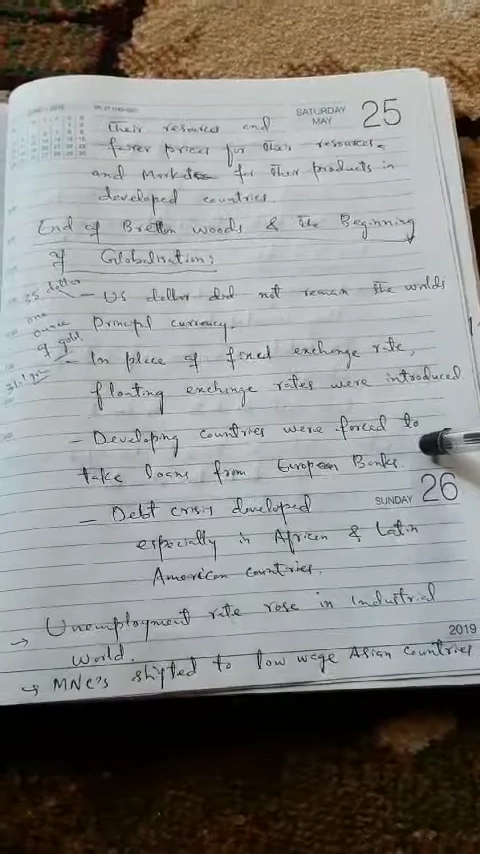 SATURDAY
MAY 25
their resources and
fairer prices for their resources,
and Markets for their products in
developed countries.
End of Bretton woods & the Beginning
of Globalisation:
35 dollar
one
ounce
of gold
- US dollar did not remain the worlds
Principal currency.
- In place of fixed exchange rate,
floating exchange rates were introduced
- Developing countries were forced to
take loans from European Banks.
SUNDAY 26
- Debt crisis developed
especially in African & Latin
American countries.
→ Unemployment rate rose in Industrial
world.
2019
→ MNC's shifted to low wage Asian countries